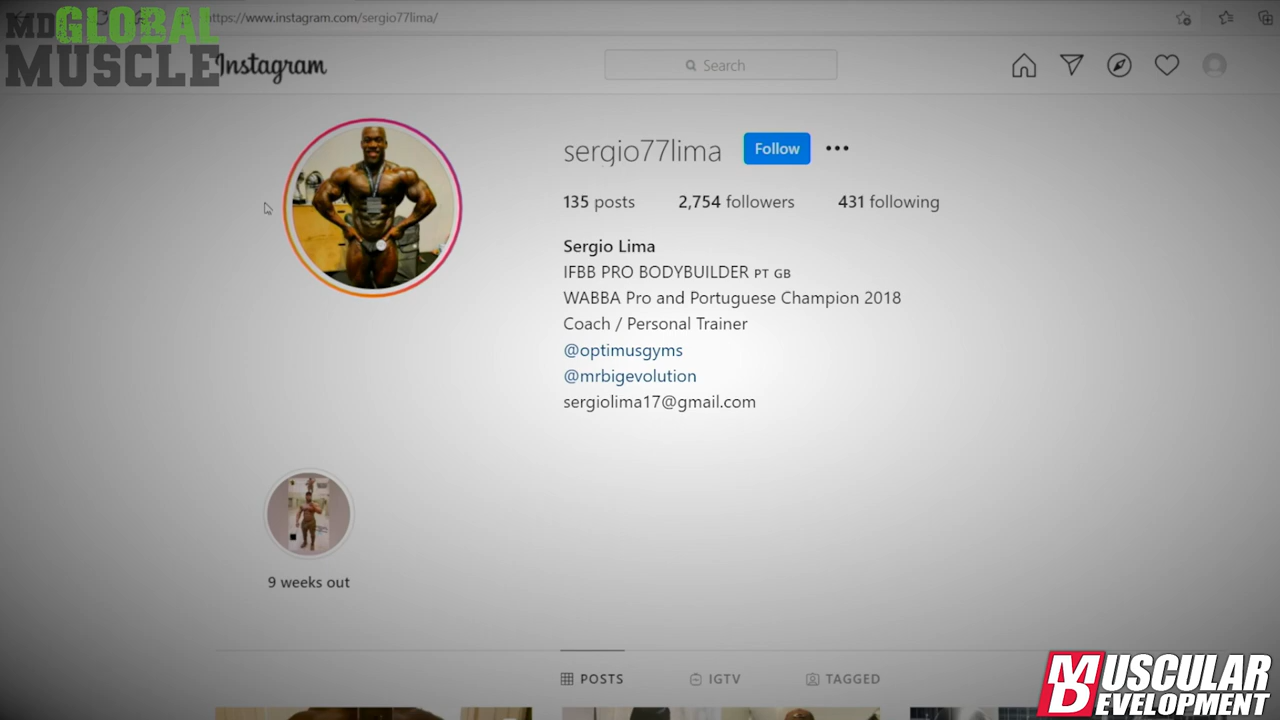 MD GLOBAL
MUSCLE
https://www.instagram.com/sergio77lima/
Instagram
Search
sergio77lima
Follow
135 posts
2,754 followers
431 following
Sergio Lima
IFBB PRO BODYBUILDER PT GB
WABBA Pro and Portuguese Champion 2018
Coach / Personal Trainer
@optimusgyms
@mrbigevolution
sergiolima17@gmail.com
9 weeks out
POSTS
IGTV
TAGGED
MUSCULAR
DEVELOPMENT